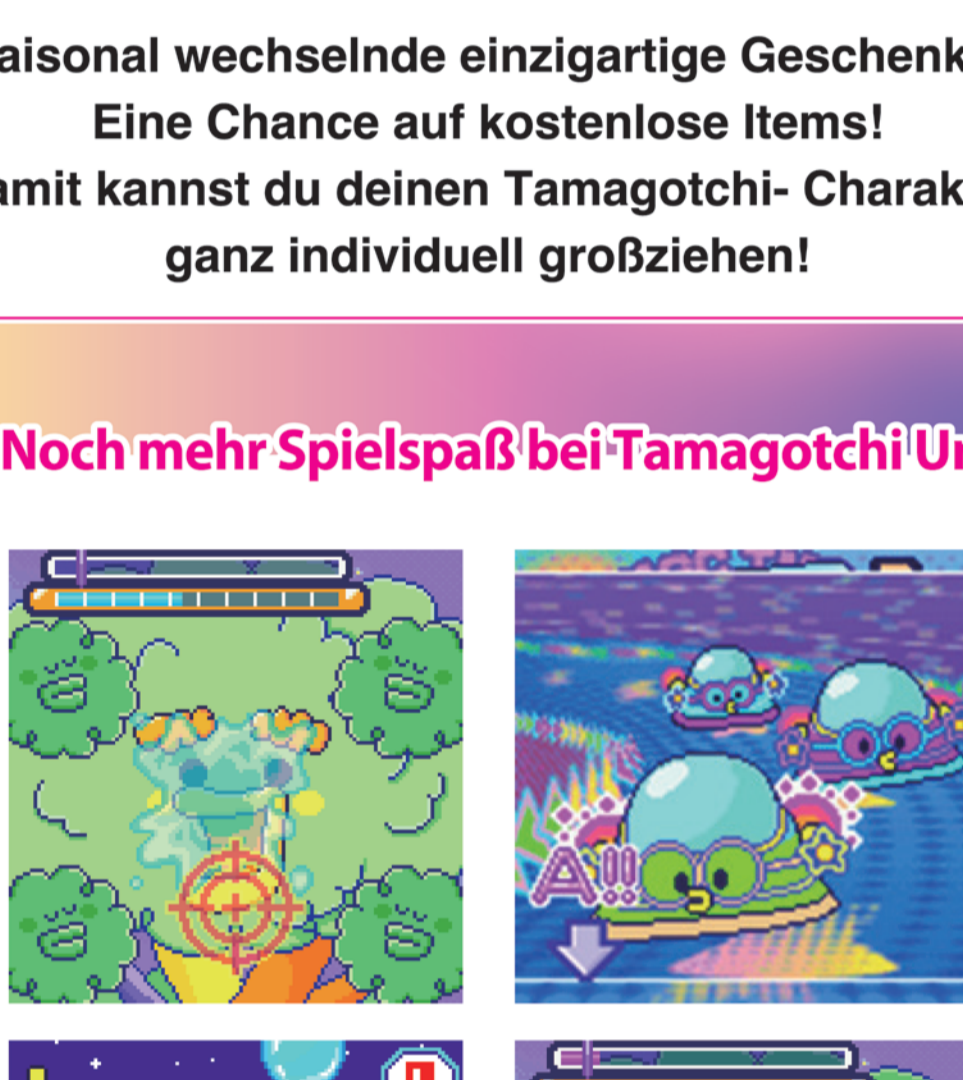 aisonal wechselnde einzigartige Geschenk
Eine Chance auf kostenlose Items!
amit kannst du deinen Tamagotchi- Charak
ganz individuell großziehen!
Noch mehr Spielspaß bei Tamagotchi Un
A!!